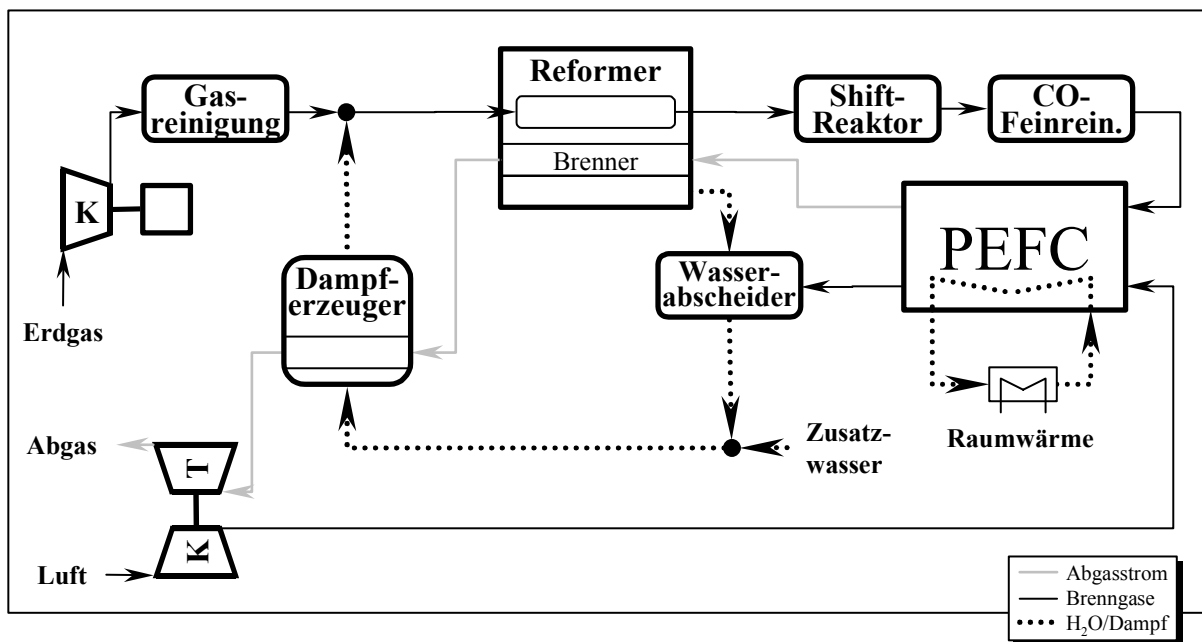 Reformer
Gas-
reinigung
Shift-
Reaktor
CO-
Feinrein.
Brenner
K
PEFC
Wasser-
abscheider
Dampf-
erzeuger
Erdgas
Abgas
T
Zusatz-
wasser
Raumwärme
K
Luft
Abgasstrom
Brenngase
H₂O/Dampf